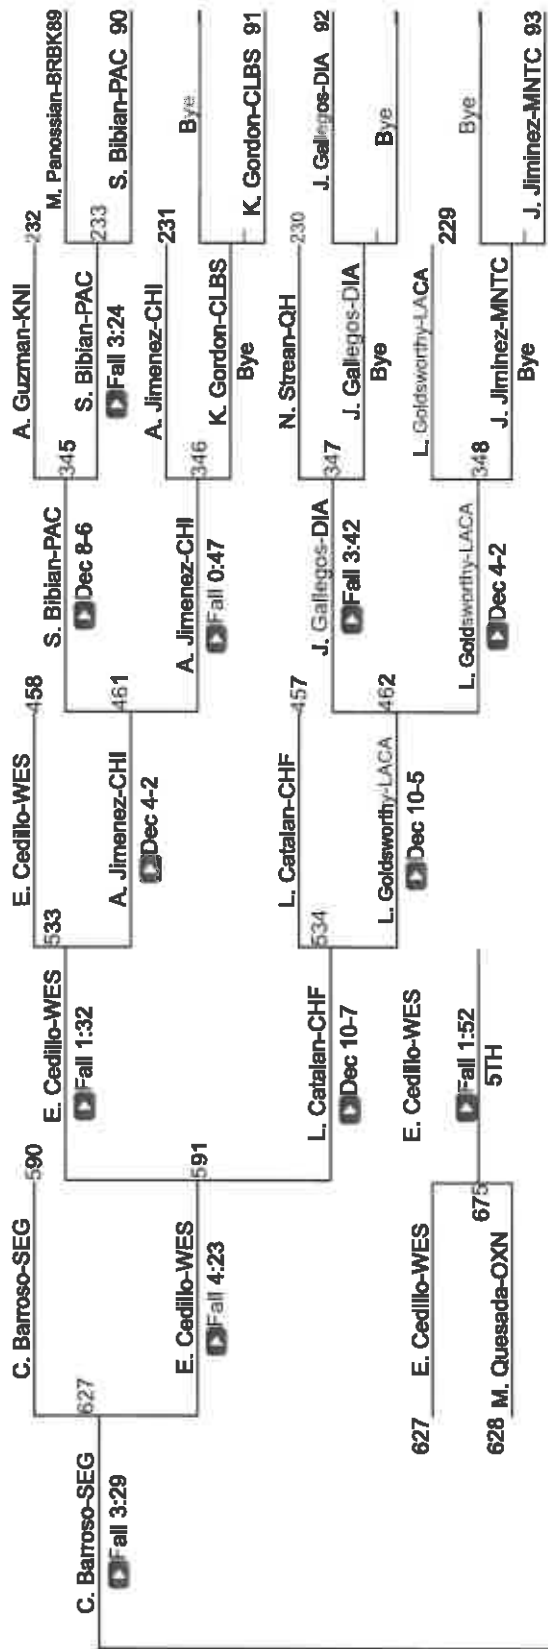 M. Panossian-BRBK 89
S. Bibian-PAC 90
Bye
K. Gordon-CLBS 91
J. Gallegos-DIA 92
Bye
Bye
J. Jiminez-MNTC 93
A. Guzman-KNI 232
233
S. Bibian-PAC
Fall 3:24
A. Jimenez-CHI 231
K. Gordon-CLBS
Bye
N. Strean-QH 230
J. Gallegos-DIA
Bye
L. Goldsworthy-LACA 229
J. Jiminez-MNTC
Bye
345
S. Bibian-PAC
Dec 8-6
346
A. Jimenez-CHI
Fall 0:47
347
J. Gallegos-DIA
Fall 3:42
348
L. Goldsworthy-LACA
Dec 4-2
E. Cedillo-WES 458
461
A. Jimenez-CHI
Dec 4-2
L. Catalan-CHF 457
462
L. Goldsworthy-LACA
Dec 10-5
533
E. Cedillo-WES
Fall 1:32
534
L. Catalan-CHF
Dec 10-7
C. Barroso-SEG 590
591
E. Cedillo-WES
Fall 4:23
627
C. Barroso-SEG
Fall 3:29
627 E. Cedillo-WES
628 M. Quesada-OXN
675
E. Cedillo-WES
Fall 1:52
5TH